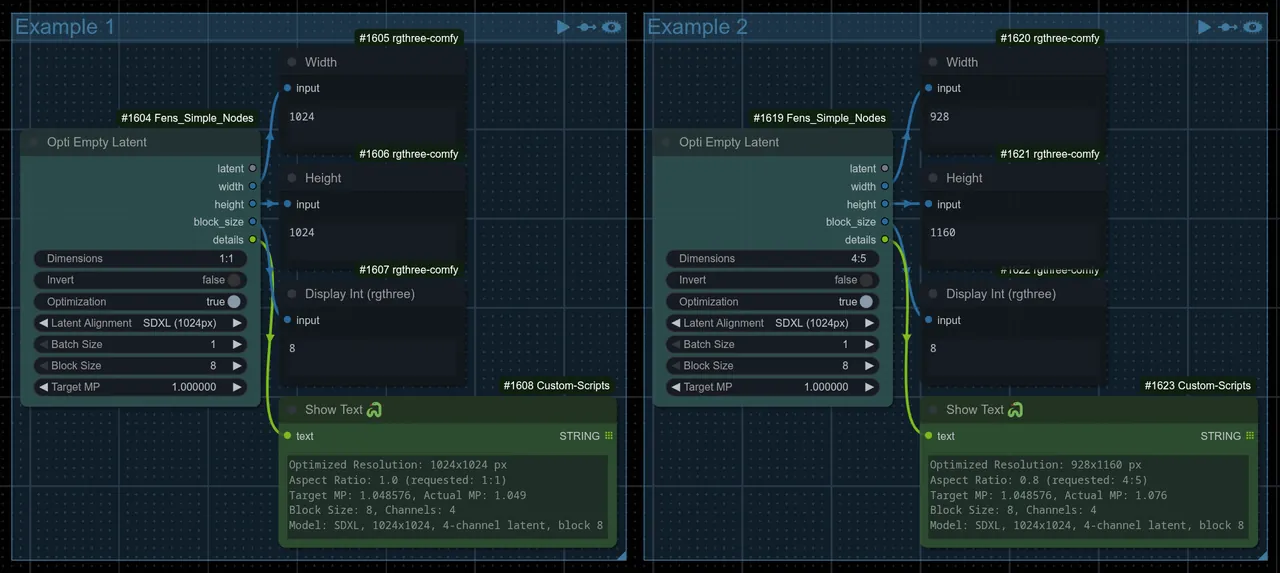 Example 1
#1605 rgthree-comfy
Width
input
1024
#1604 Fens_Simple_Nodes
Opti Empty Latent
latent
width
height
block_size
details
Dimensions 1:1
Invert false
Optimization true
Latent Alignment SDXL (1024px)
Batch Size 1
Block Size 8
Target MP 1.000000
#1606 rgthree-comfy
Height
input
1024
#1607 rgthree-comfy
Display Int (rgthree)
input
8
#1608 Custom-Scripts
Show Text
text STRING
Optimized Resolution: 1024x1024 px
Aspect Ratio: 1.0 (requested: 1:1)
Target MP: 1.048576, Actual MP: 1.049
Block Size: 8, Channels: 4
Model: SDXL, 1024x1024, 4-channel latent, block 8
Example 2
#1620 rgthree-comfy
Width
input
928
#1619 Fens_Simple_Nodes
Opti Empty Latent
latent
width
height
block_size
details
Dimensions 4:5
Invert false
Optimization true
Latent Alignment SDXL (1024px)
Batch Size 1
Block Size 8
Target MP 1.000000
#1621 rgthree-comfy
Height
input
1160
#1622 rgthree-comfy
Display Int (rgthree)
input
8
#1623 Custom-Scripts
Show Text
text STRING
Optimized Resolution: 928x1160 px
Aspect Ratio: 0.8 (requested: 4:5)
Target MP: 1.048576, Actual MP: 1.076
Block Size: 8, Channels: 4
Model: SDXL, 1024x1024, 4-channel latent, block 8